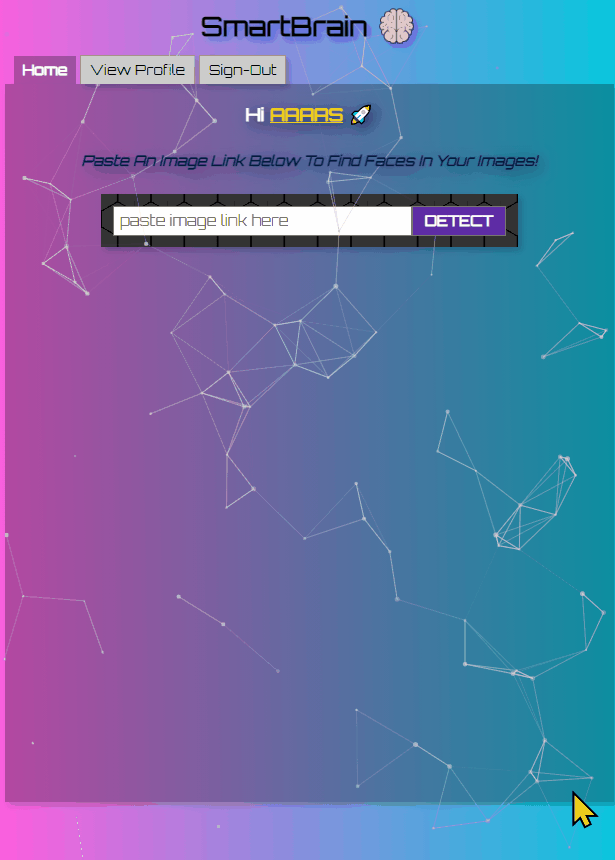 SmartBrain
Home View Profile Sign-Out
Hi AAAAS
Paste An Image Link Below To Find Faces In Your Images!
paste image link here DETECT